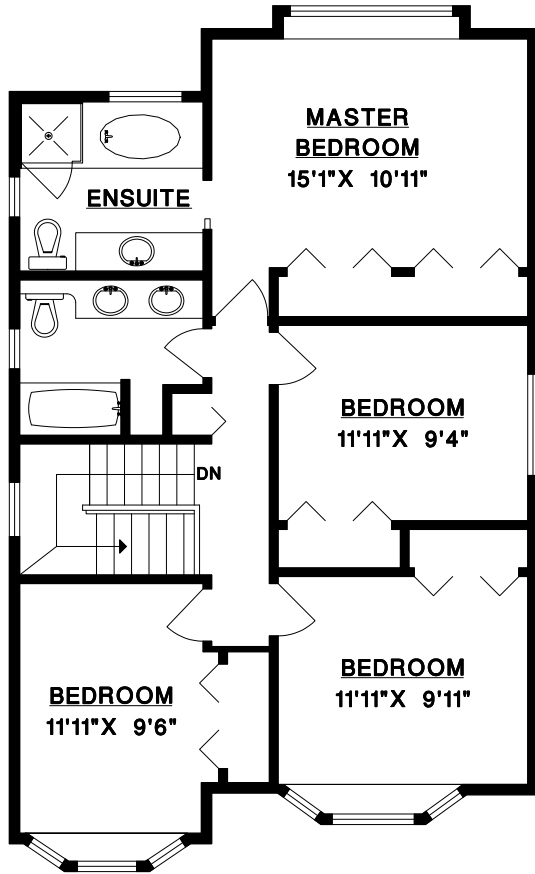 MASTER
BEDROOM
15'1"X 10'11"
ENSUITE
BEDROOM
11'11"X 9'4"
DN
BEDROOM
11'11"X 9'11"
BEDROOM
11'11"X 9'6"